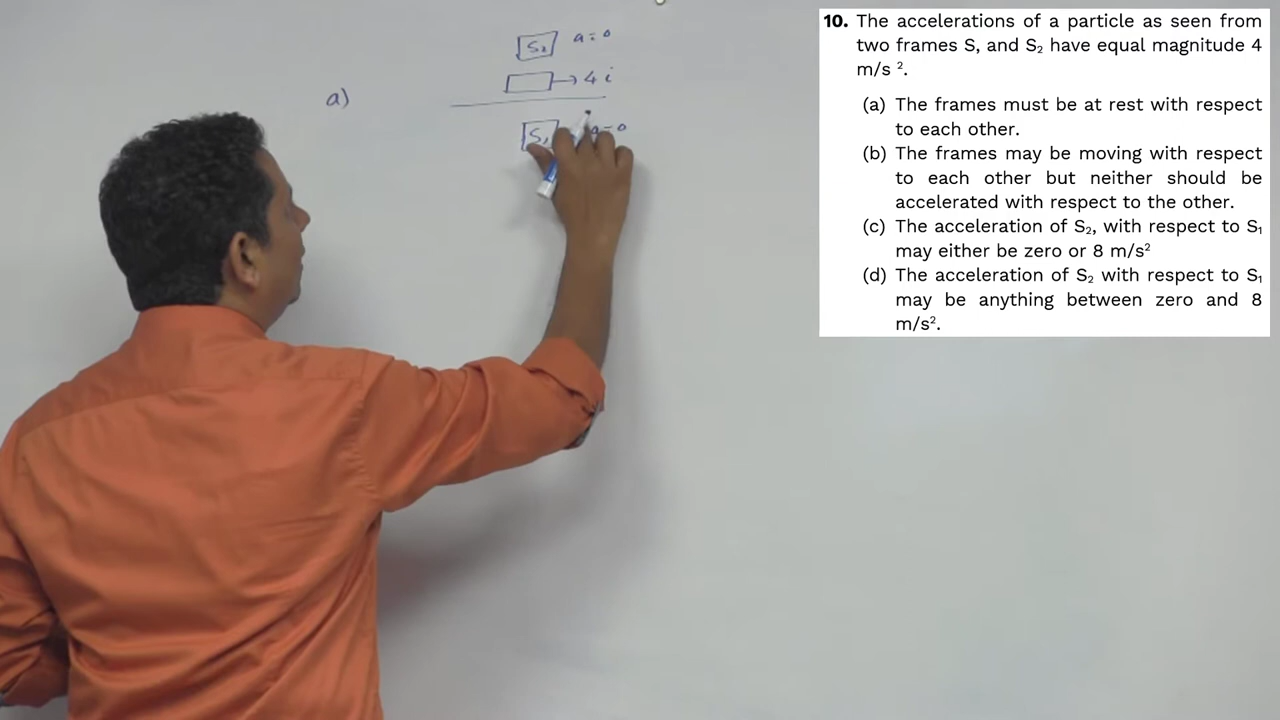 S₂ a = 0
→ 4 i
a)
S₁ a = 0
10. The accelerations of a particle as seen from
two frames S, and S₂ have equal magnitude 4
m/s ².
(a) The frames must be at rest with respect
to each other.
(b) The frames may be moving with respect
to each other but neither should be
accelerated with respect to the other.
(c) The acceleration of S₂, with respect to S₁
may either be zero or 8 m/s²
(d) The acceleration of S₂ with respect to S₁
may be anything between zero and 8
m/s².